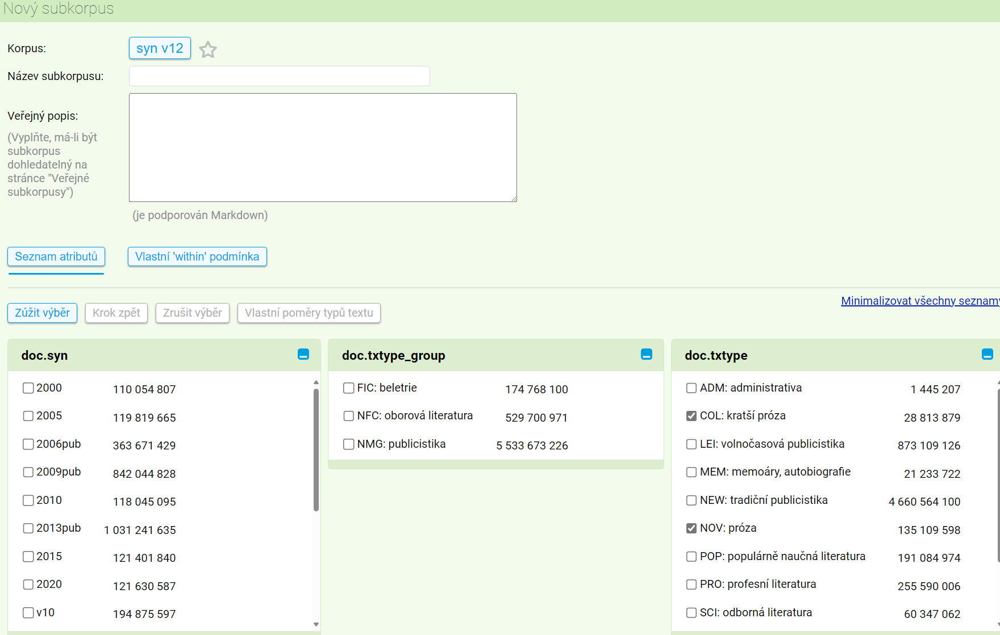 Nový subkorpus
Korpus:
syn v12
Název subkorpusu:
Veřejný popis:
(Vyplňte, má-li být
subkorpus
dohledatelný na
stránce "Veřejné
subkorpusy")
(je podporován Markdown)
Seznam atributů
Vlastní 'within' podmínka
Minimalizovat všechny seznamy
Zúžit výběr
Krok zpět
Zrušit výběr
Vlastní poměry typů textu
doc.syn
2000 110 054 807
2005 119 819 665
2006pub 363 671 429
2009pub 842 044 828
2010 118 045 095
2013pub 1 031 241 635
2015 121 401 840
2020 121 630 587
v10 194 875 597
doc.txtype_group
FIC: beletrie 174 768 100
NFC: oborová literatura 529 700 971
NMG: publicistika 5 533 673 226
doc.txtype
ADM: administrativa 1 445 207
COL: kratší próza 28 813 879
LEI: volnočasová publicistika 873 109 126
MEM: memoáry, autobiografie 21 233 722
NEW: tradiční publicistika 4 660 564 100
NOV: próza 135 109 598
POP: populárně naučná literatura 191 084 974
PRO: profesní literatura 255 590 006
SCI: odborná literatura 60 347 062